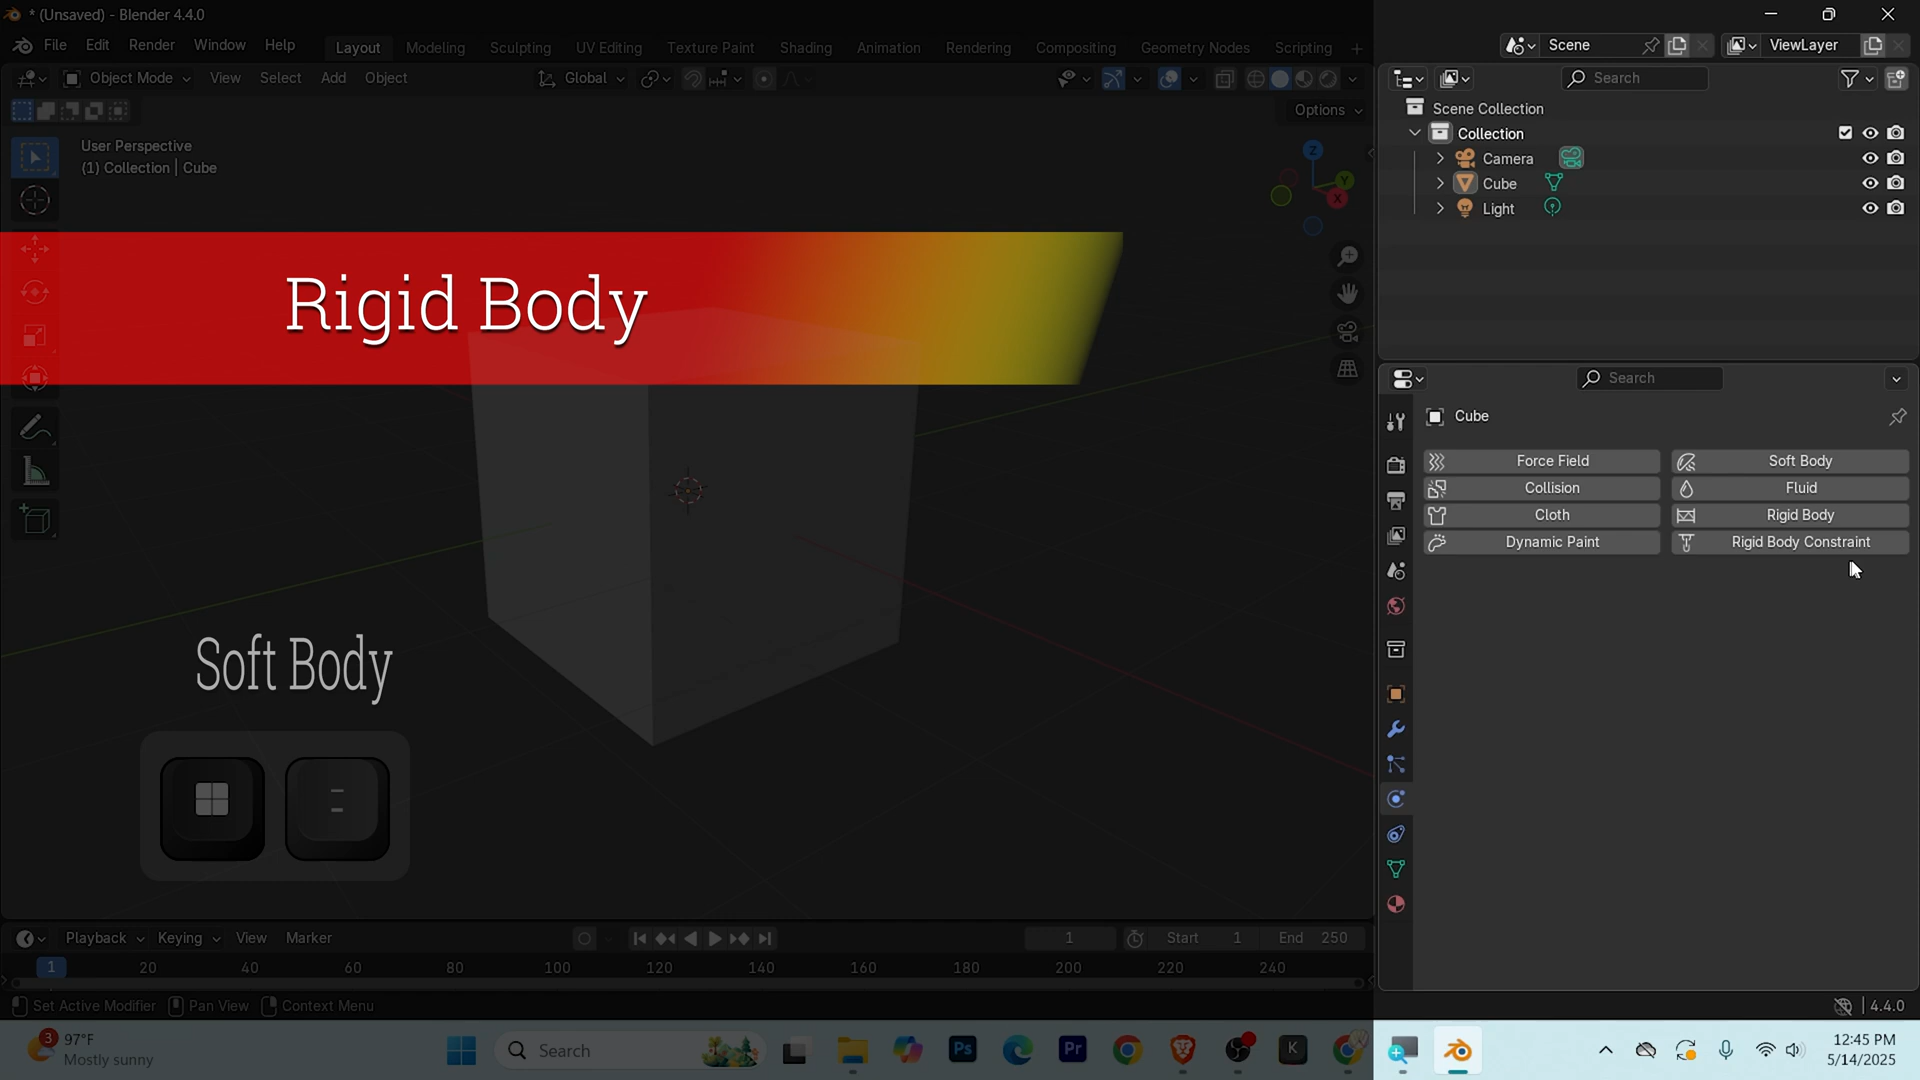 * (Unsaved) - Blender 4.4.0
File Edit Render Window Help
Layout Modeling Sculpting UV Editing Texture Paint Shading Animation Rendering Compositing Geometry Nodes Scripting
Scene
ViewLayer
Object Mode View Select Add Object
Global
Search
Options
Scene Collection
Collection
Camera
Cube
Light
User Perspective
(1) Collection | Cube
Z
Y
X
Rigid Body
Search
Cube
Force Field Soft Body
Collision Fluid
Cloth Rigid Body
Dynamic Paint Rigid Body Constraint
Soft Body
Playback Keying View Marker
1 Start 1 End 250
1 20 40 60 80 100 120 140 160 180 200 220 240
Set Active Modifier Pan View Context Menu
4.4.0
3
97°F
Mostly sunny
Search
Ps
Pr
K
12:45 PM
5/14/2025